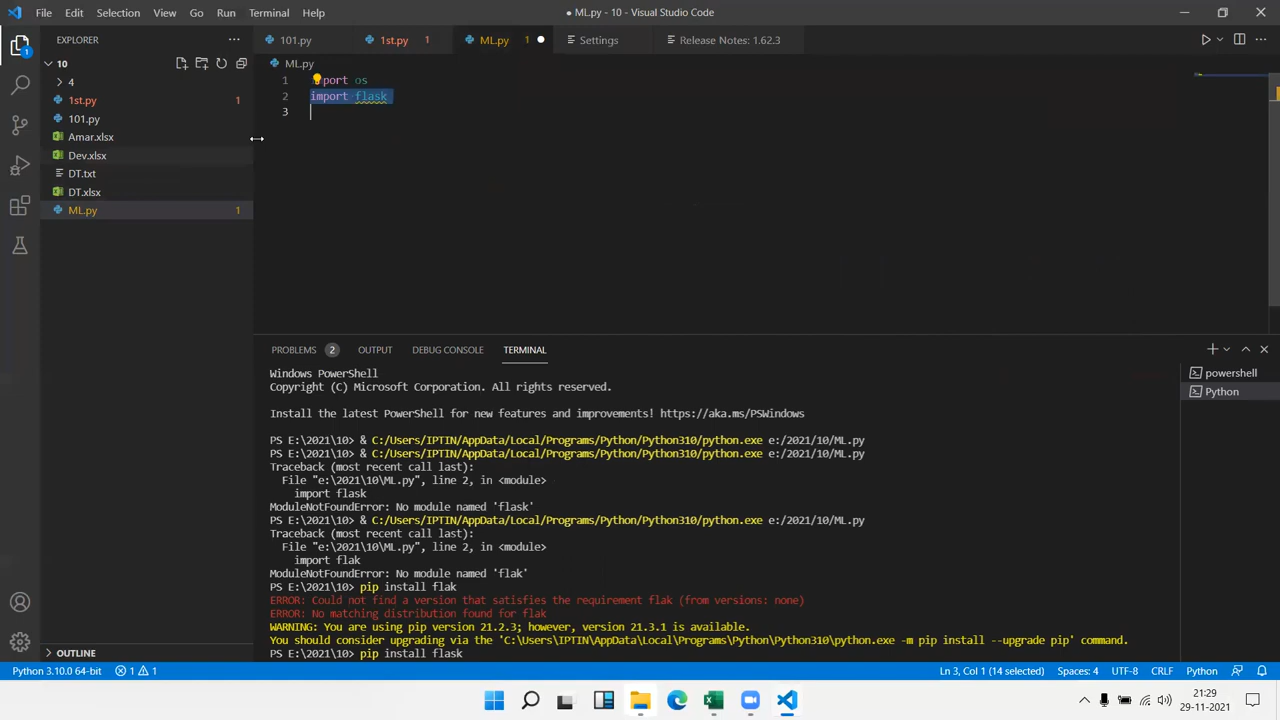 File Edit Selection View Go Run Terminal Help
● ML.py - 10 - Visual Studio Code
EXPLORER
101.py
1st.py 1
ML.py 1
Settings
Release Notes: 1.62.3
1
10
4
1st.py 1
101.py
Amar.xlsx
Dev.xlsx
DT.txt
DT.xlsx
ML.py 1
OUTLINE
ML.py
1 port os
2 import flask
3
PROBLEMS 2 OUTPUT DEBUG CONSOLE TERMINAL
powershell
Python
Windows PowerShell
Copyright (C) Microsoft Corporation. All rights reserved.
Install the latest PowerShell for new features and improvements! https://aka.ms/PSWindows
PS E:\2021\10> & C:/Users/IPTIN/AppData/Local/Programs/Python/Python310/python.exe e:/2021/10/ML.py
PS E:\2021\10> & C:/Users/IPTIN/AppData/Local/Programs/Python/Python310/python.exe e:/2021/10/ML.py
Traceback (most recent call last):
File "e:\2021\10\ML.py", line 2, in <module>
import flask
ModuleNotFoundError: No module named 'flask'
PS E:\2021\10> & C:/Users/IPTIN/AppData/Local/Programs/Python/Python310/python.exe e:/2021/10/ML.py
Traceback (most recent call last):
File "e:\2021\10\ML.py", line 2, in <module>
import flak
ModuleNotFoundError: No module named 'flak'
PS E:\2021\10> pip install flak
ERROR: Could not find a version that satisfies the requirement flak (from versions: none)
ERROR: No matching distribution found for flak
WARNING: You are using pip version 21.2.3; however, version 21.3.1 is available.
You should consider upgrading via the 'C:\Users\IPTIN\AppData\Local\Programs\Python\Python310\python.exe -m pip install --upgrade pip' command.
PS E:\2021\10> pip install flask
Python 3.10.0 64-bit 1 1 Ln 3, Col 1 (14 selected) Spaces: 4 UTF-8 CRLF Python
21:29
29-11-2021